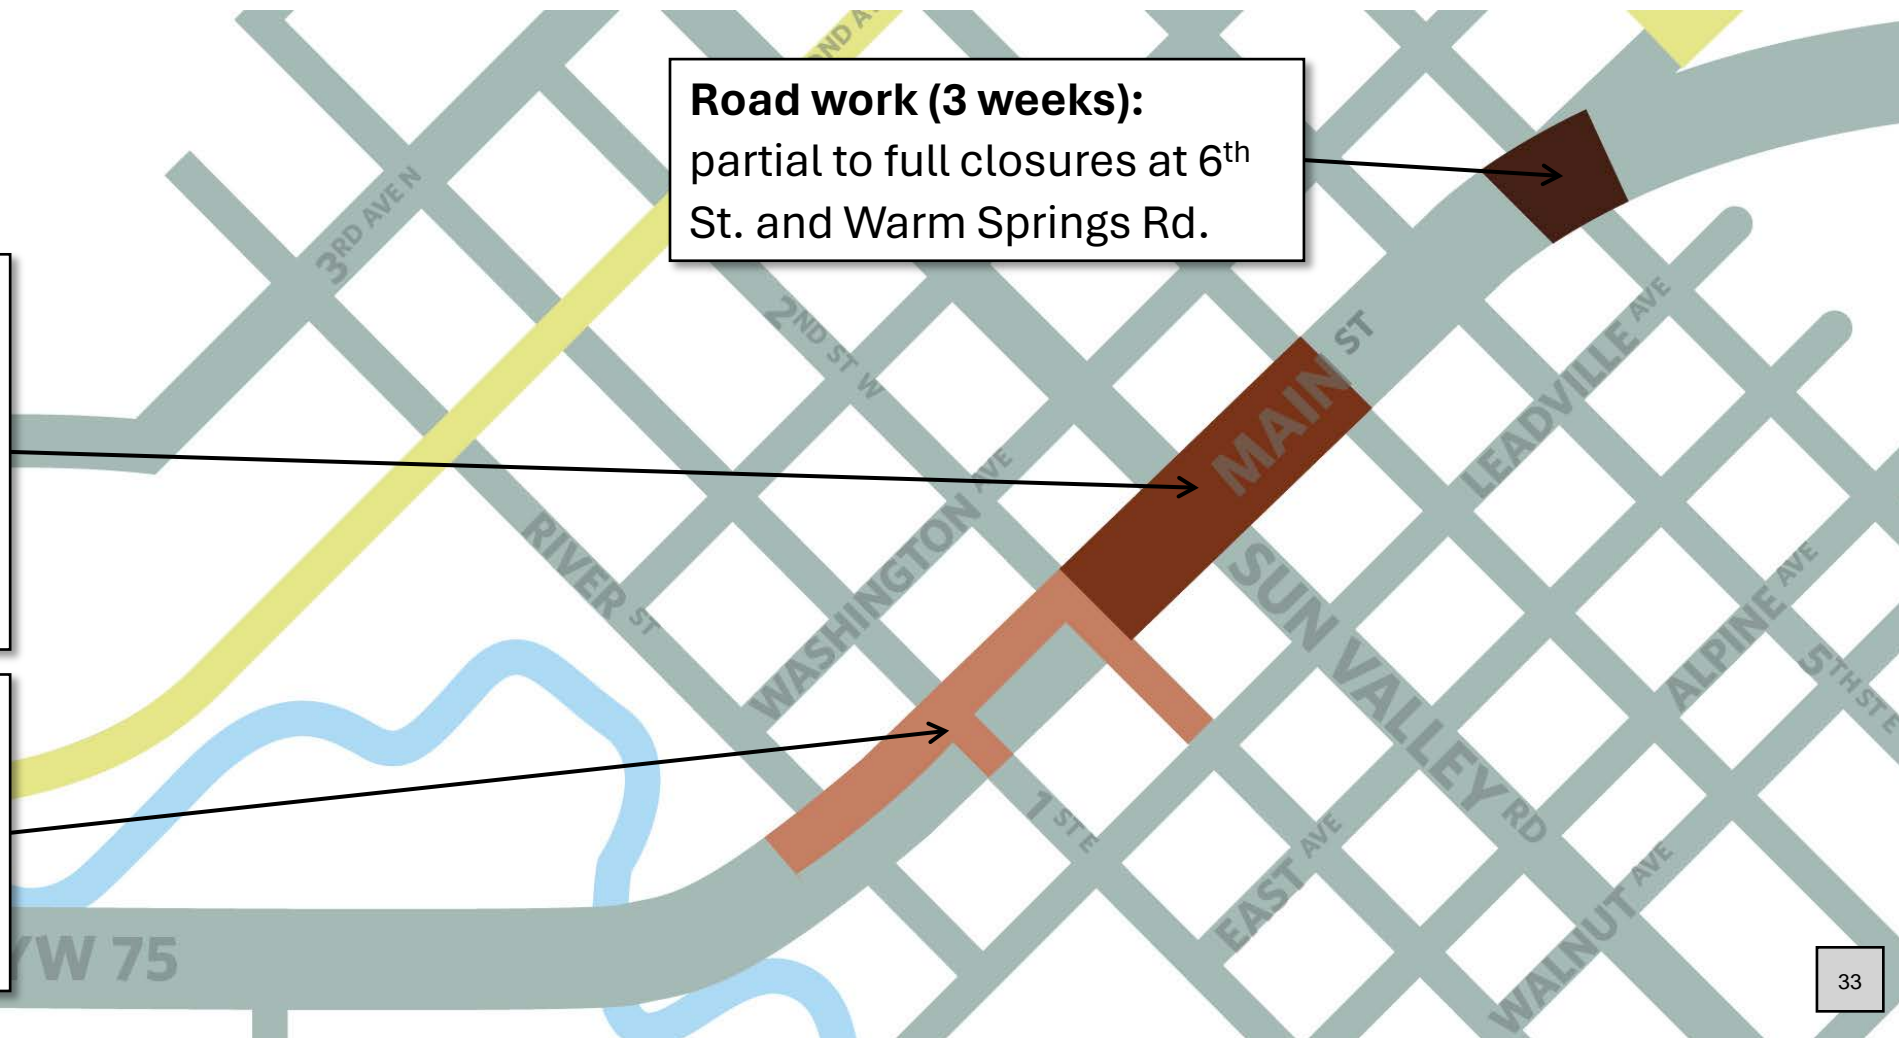 ND A
Road work (3 weeks):
partial to full closures at 6th
St. and Warm Springs Rd.
3RD AVE N
2ND ST W
MAIN ST
LEADVILLE AVE
WASHINGTON AVE
RIVER ST
SUN VALLEY RD
ALPINE AVE
5TH ST E
1 ST E
EAST AVE
WALNUT AVE
YW 75
33